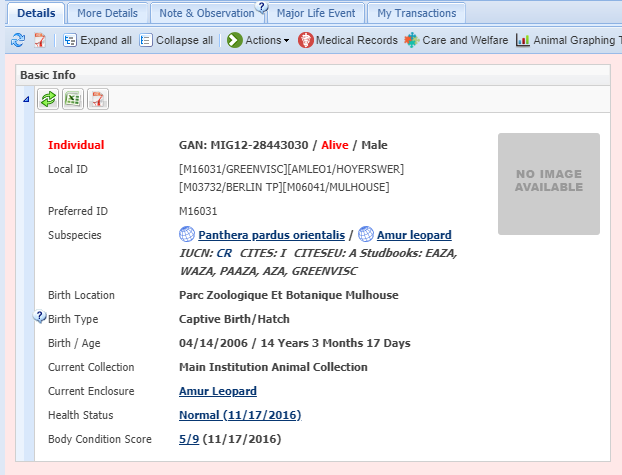 Details More Details Note & Observation ? Major Life Event My Transactions
Expand all Collapse all Actions Medical Records Care and Welfare Animal Graphing T
Basic Info
Individual GAN: MIG12-28443030 / Alive / Male
Local ID [M16031/GREENVISC][AMLEO1/HOYERSWER]
[M03732/BERLIN TP][M06041/MULHOUSE]
NO IMAGE
AVAILABLE
Preferred ID M16031
Subspecies Panthera pardus orientalis / Amur leopard
IUCN: CR CITES: I CITESEU: A Studbooks: EAZA,
WAZA, PAAZA, AZA, GREENVISC
Birth Location Parc Zoologique Et Botanique Mulhouse
? Birth Type Captive Birth/Hatch
Birth / Age 04/14/2006 / 14 Years 3 Months 17 Days
Current Collection Main Institution Animal Collection
Current Enclosure Amur Leopard
Health Status Normal (11/17/2016)
Body Condition Score 5/9 (11/17/2016)